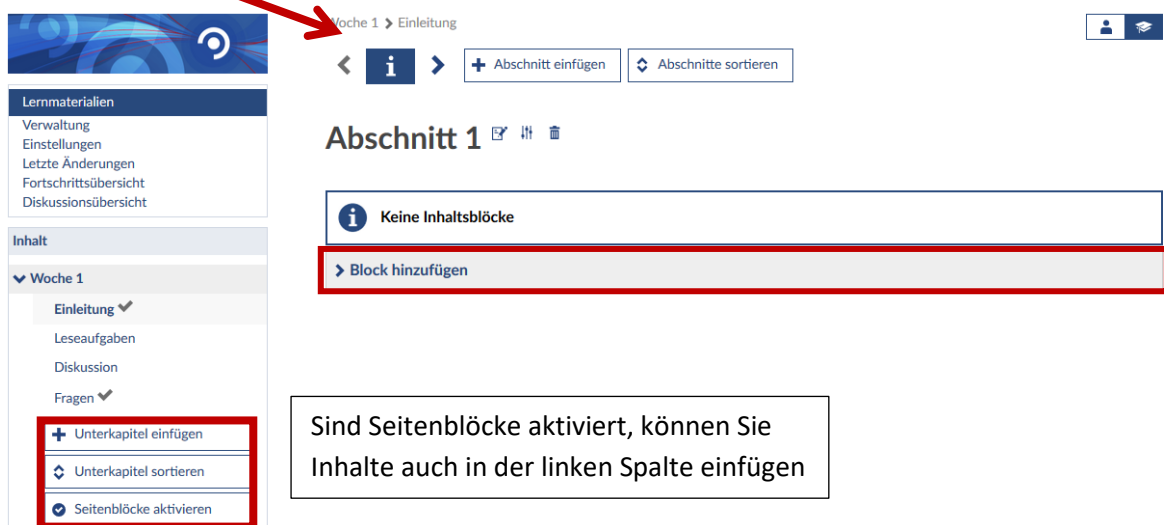 Woche 1 > Einleitung
Abschnitt einfügen
Abschnitte sortieren
Lernmaterialien
Verwaltung
Einstellungen
Letzte Änderungen
Fortschrittsübersicht
Diskussionsübersicht
Abschnitt 1
Keine Inhaltsblöcke
Block hinzufügen
Inhalt
Woche 1
Einleitung
Leseaufgaben
Diskussion
Fragen
Unterkapitel einfügen
Unterkapitel sortieren
Seitenblöcke aktivieren
Sind Seitenblöcke aktiviert, können Sie
Inhalte auch in der linken Spalte einfügen